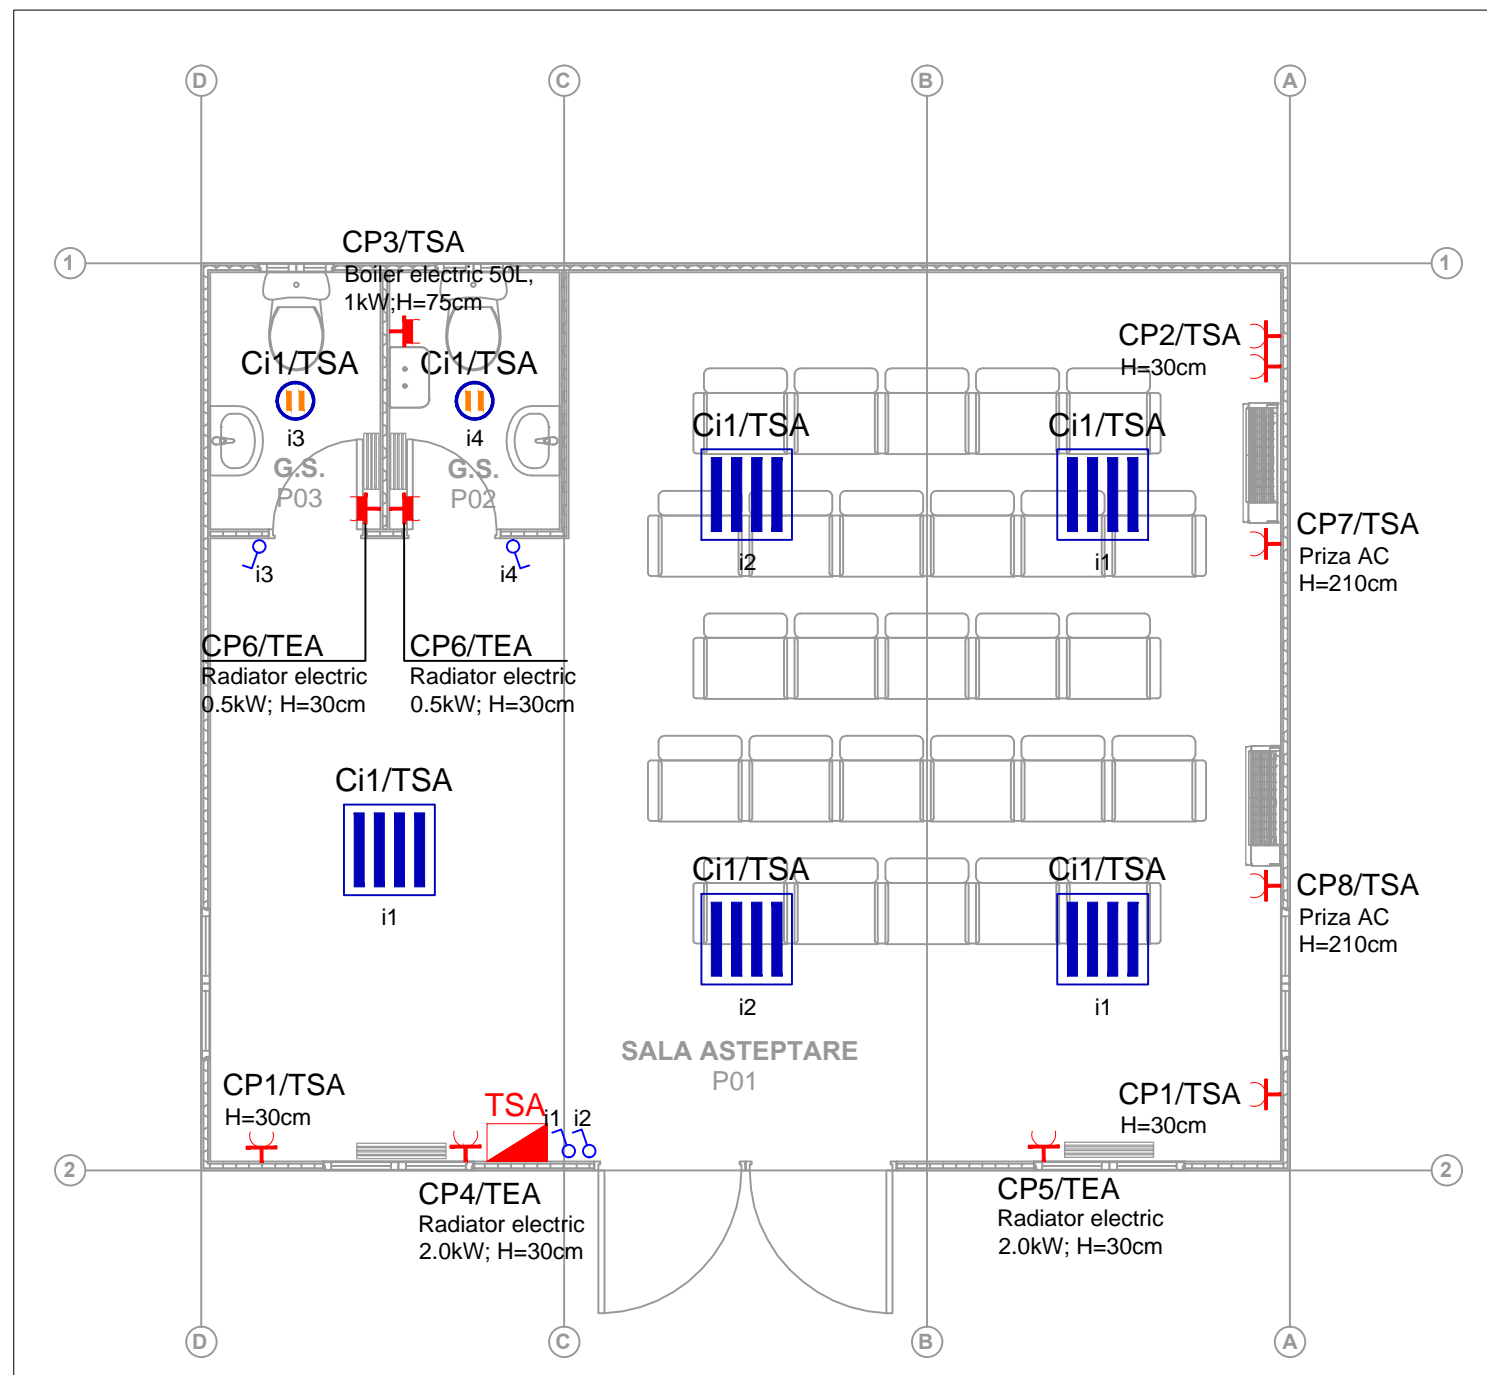 D
C
B
A
1
1
CP3/TSA
Boiler electric 50L,
1kW;H=75cm
CP2/TSA
H=30cm
Ci1/TSA
i3
G.S.
P03
Ci1/TSA
i4
G.S.
P02
Ci1/TSA
i2
Ci1/TSA
i1
CP7/TSA
Priza AC
H=210cm
i3
i4
CP6/TEA
Radiator electric
0.5kW; H=30cm
CP6/TEA
Radiator electric
0.5kW; H=30cm
Ci1/TSA
i1
Ci1/TSA
i2
Ci1/TSA
i1
CP8/TSA
Priza AC
H=210cm
SALA ASTEPTARE
P01
CP1/TSA
H=30cm
TSA
i1
i2
CP1/TSA
H=30cm
2
2
CP4/TEA
Radiator electric
2.0kW; H=30cm
CP5/TEA
Radiator electric
2.0kW; H=30cm
D
C
B
A